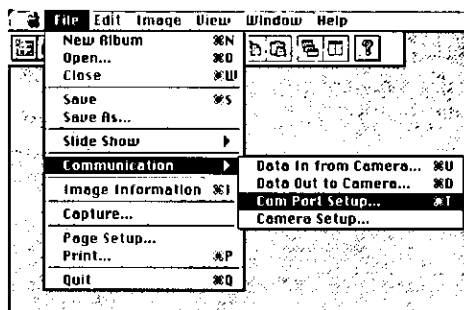 File Edit Image View Window Help
New Album ⌘N
Open... ⌘O
Close ⌘W
Save ⌘S
Save As...
Slide Show
Communication
Data In from Camera... ⌘U
Data Out to Camera... ⌘D
Com Port Setup... ⌘T
Camera Setup...
Image Information ⌘I
Capture...
Page Setup...
Print... ⌘P
Quit ⌘Q
?